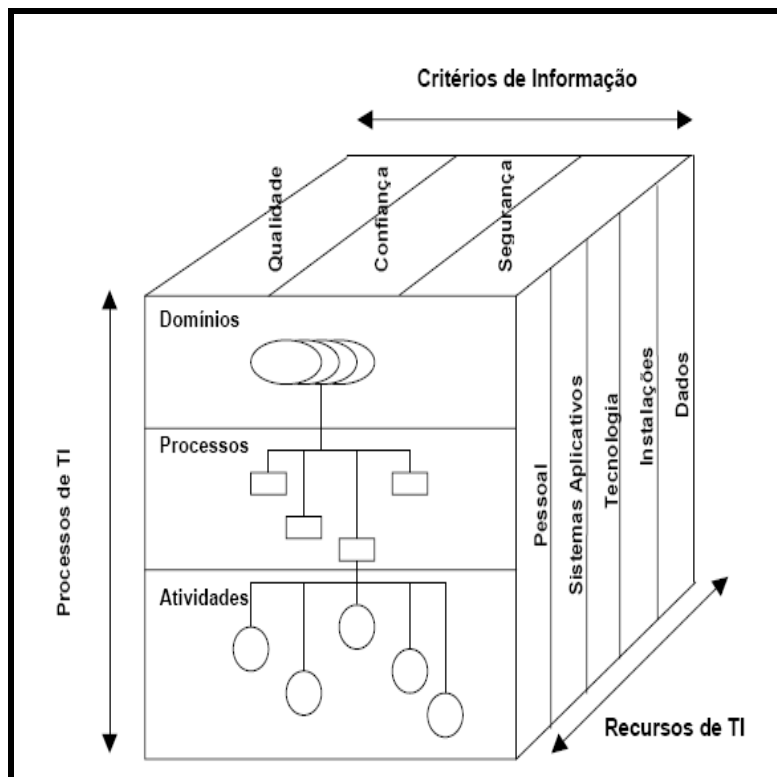 Critérios de Informação
Qualidade
Confiança
Segurança
Domínios
Processos
Atividades
Processos de TI
Pessoal
Sistemas Aplicativos
Tecnologia
Instalações
Dados
Recursos de TI